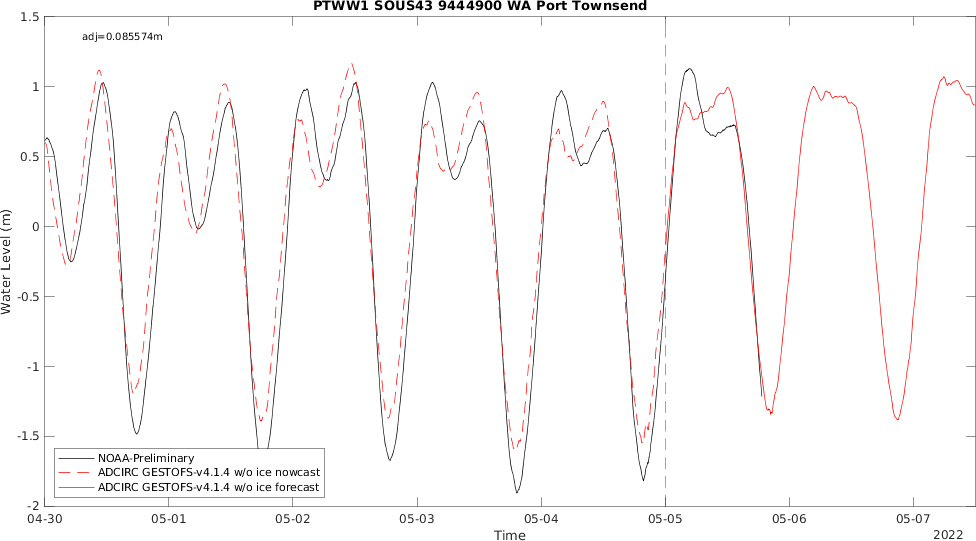 PTWW1 SOUS43 9444900 WA Port Townsend
adj=0.085574m
1.5
1
0.5
0
-0.5
-1
-1.5
-2
Water Level (m)
NOAA-Preliminary
ADCIRC GESTOFS-v4.1.4 w/o ice nowcast
ADCIRC GESTOFS-v4.1.4 w/o ice forecast
04-30 05-01 05-02 05-03 05-04 05-05 05-06 05-07
Time
2022